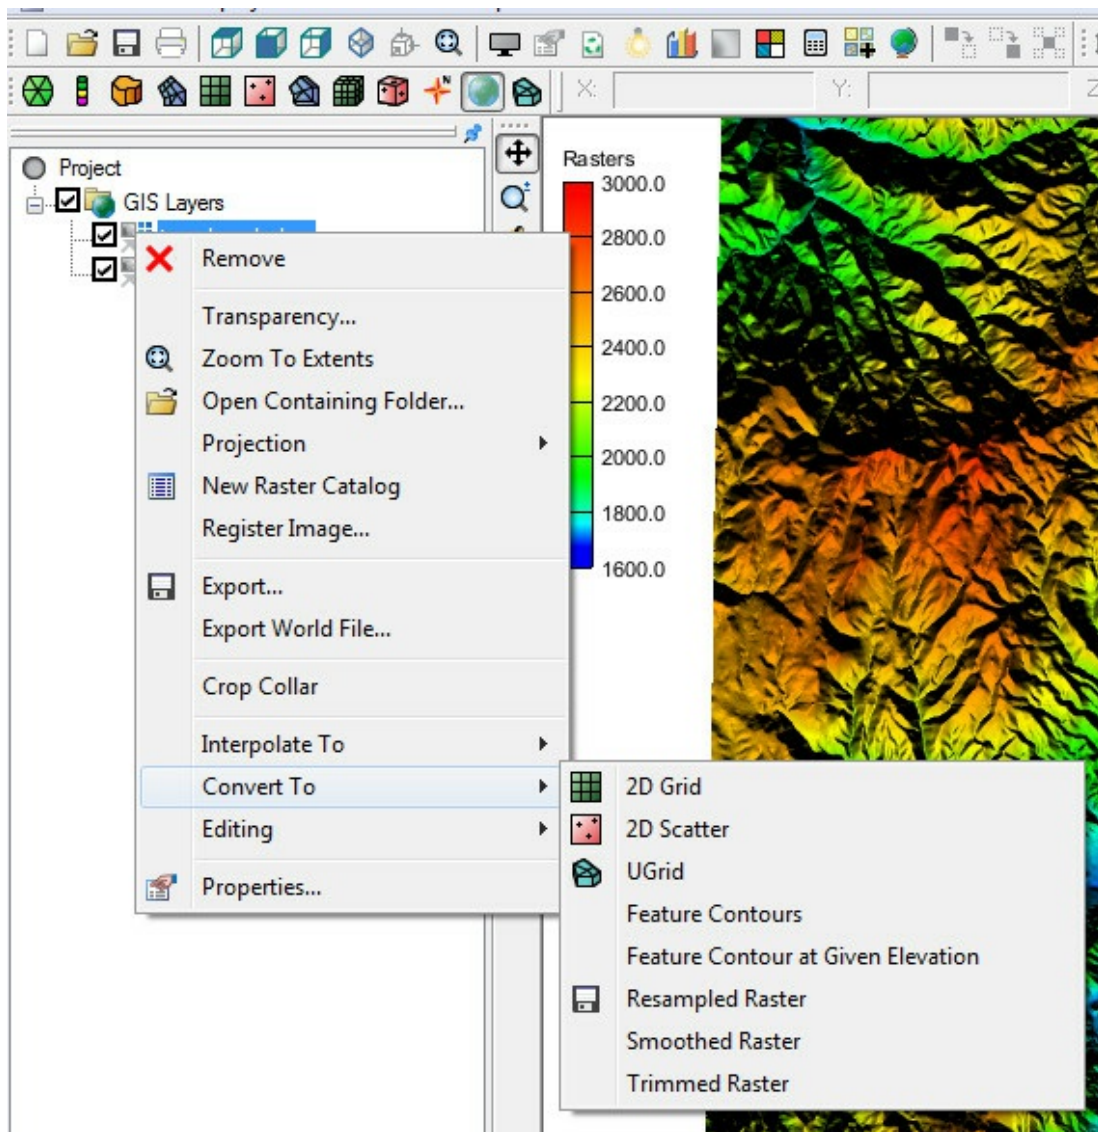 X:
Y:
Z
Project
GIS Layers
Rasters
3000.0
2800.0
2600.0
2400.0
2200.0
2000.0
1800.0
1600.0
Remove
Transparency...
Zoom To Extents
Open Containing Folder...
Projection
New Raster Catalog
Register Image...
Export...
Export World File...
Crop Collar
Interpolate To
Convert To
Editing
Properties...
2D Grid
2D Scatter
UGrid
Feature Contours
Feature Contour at Given Elevation
Resampled Raster
Smoothed Raster
Trimmed Raster